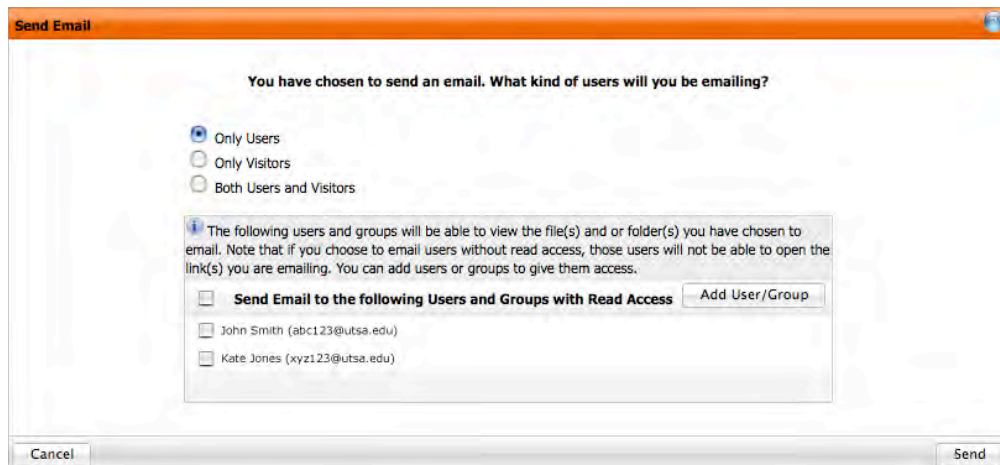 Send Email
You have chosen to send an email. What kind of users will you be emailing?
Only Users
Only Visitors
Both Users and Visitors
The following users and groups will be able to view the file(s) and or folder(s) you have chosen to
email. Note that if you choose to email users without read access, those users will not be able to open the
link(s) you are emailing. You can add users or groups to give them access.
Send Email to the following Users and Groups with Read Access
Add User/Group
John Smith (abc123@utsa.edu)
Kate Jones (xyz123@utsa.edu)
Cancel
Send